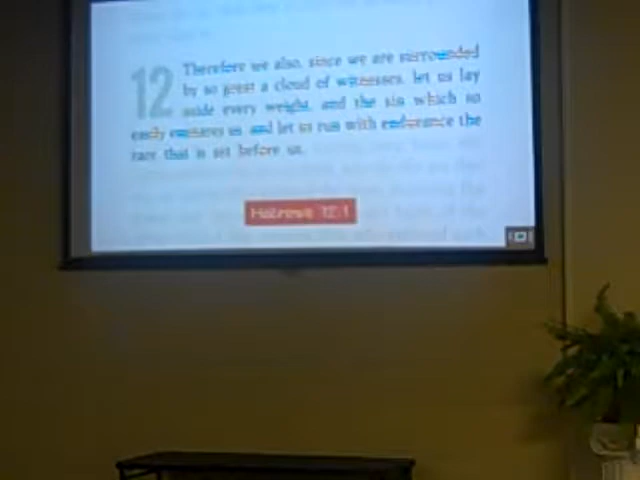 12 Therefore we also, since we are surrounded
by so great a cloud of witnesses, let us lay
aside every weight, and the sin which so
easily ensnares us, and let us run with endurance the
race that is set before us.
Hebrews 12:1